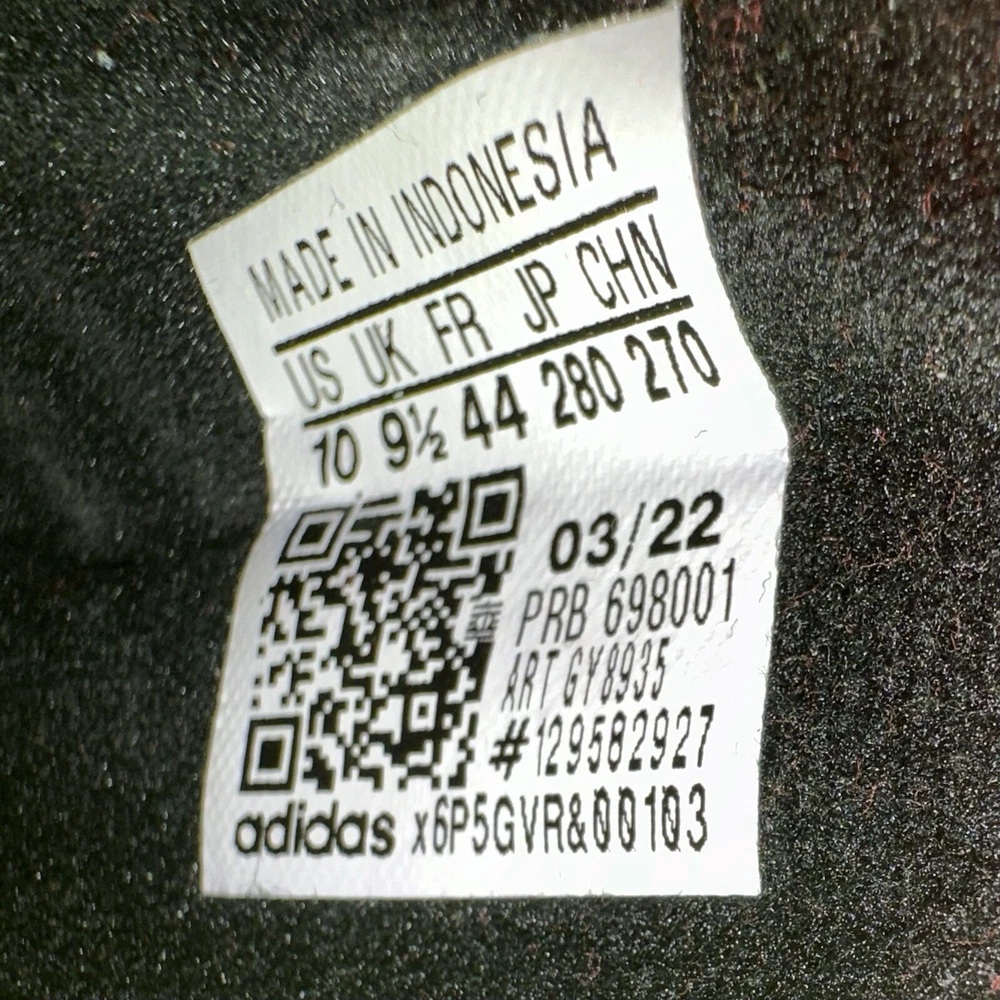 MADE IN INDONESIA
US UK FR JP CHN
10 9½ 44 280 270
03/22
PRB 698001
ART GY8935
#129582927
adidas x6P5GVR&00103